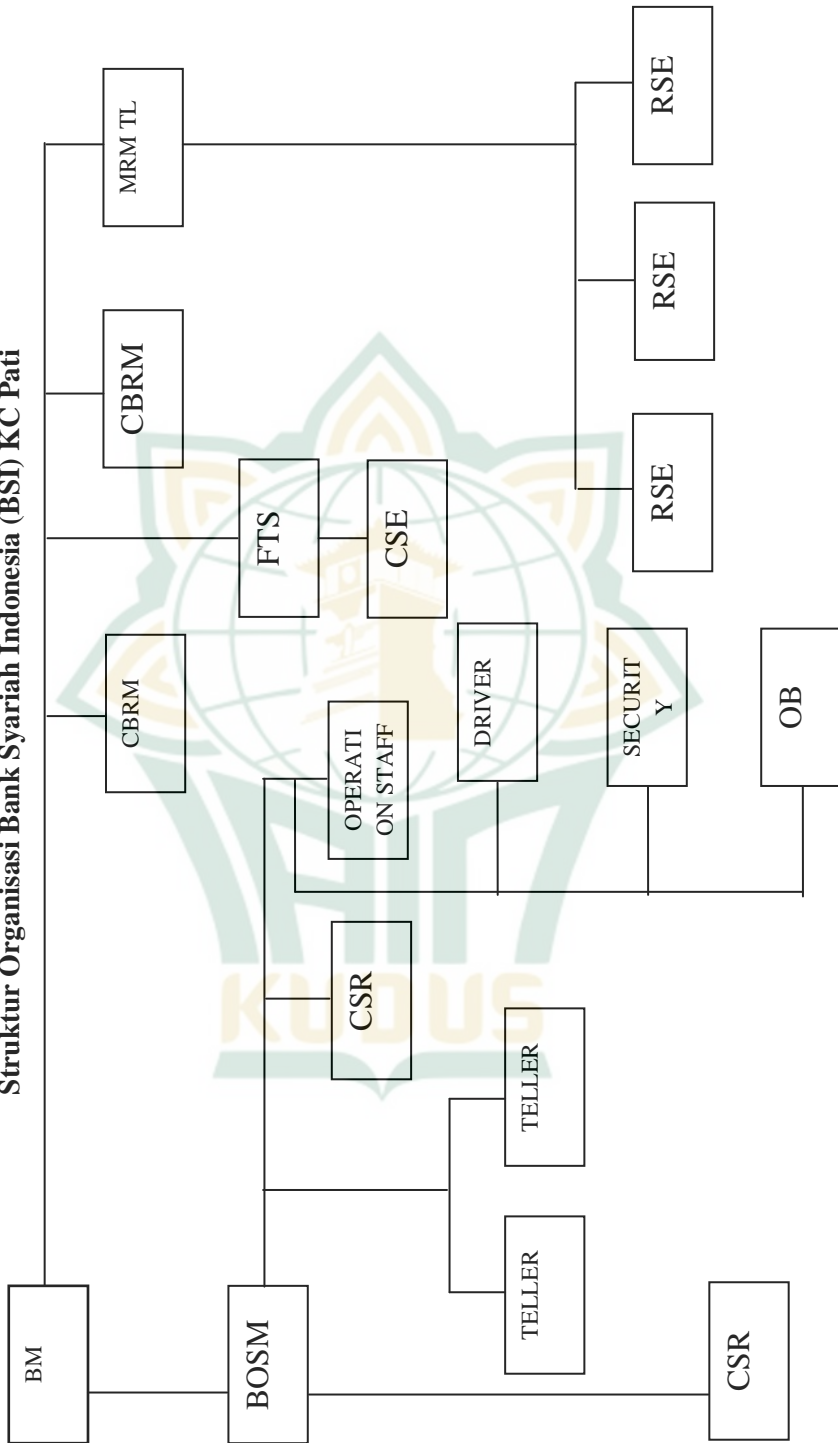 Struktur Organisasi Bank Syariah Indonesia (BSI) KC Pati
BM
MRM TL
CBRM
CBRM
FTS
CSE
BOSM
OPERATI
ON STAFF
CSR
DRIVER
TELLER
TELLER
SECURIT
Y
RSE
RSE
RSE
CSR
OB
IAIN
KUDUS